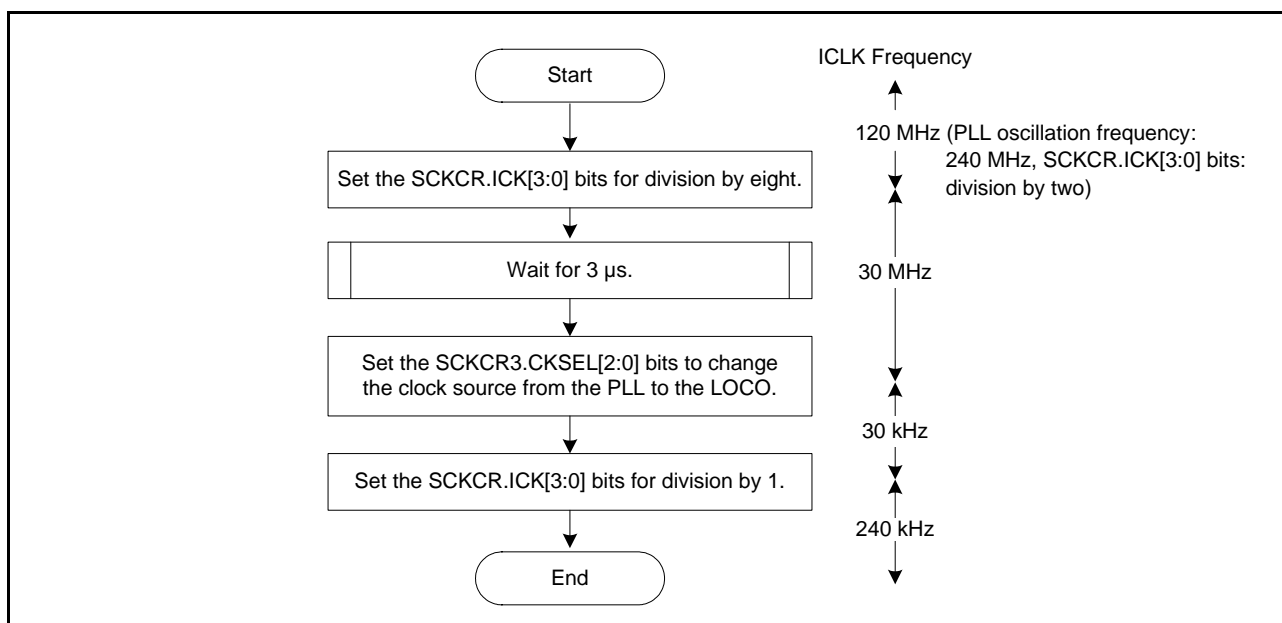 Start
ICLK Frequency
120 MHz (PLL oscillation frequency:
240 MHz, SCKCR.ICK[3:0] bits:
division by two)
Set the SCKCR.ICK[3:0] bits for division by eight.
Wait for 3 µs.
30 MHz
Set the SCKCR3.CKSEL[2:0] bits to change
the clock source from the PLL to the LOCO.
30 kHz
Set the SCKCR.ICK[3:0] bits for division by 1.
240 kHz
End